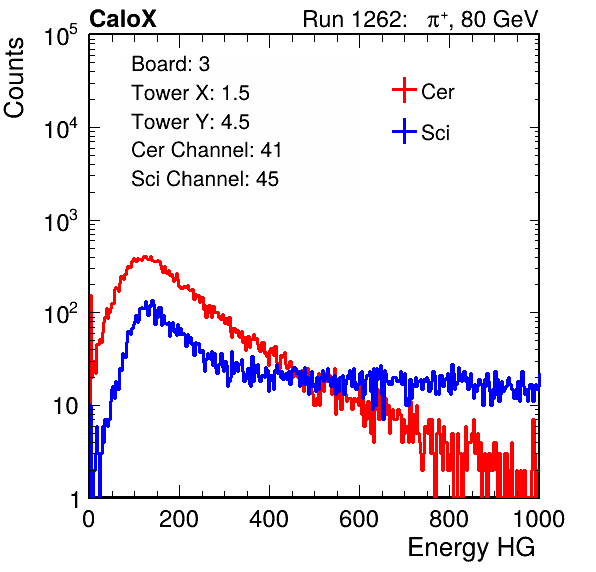 CaloX Run 1262: π⁺, 80 GeV
Counts
Board: 3
Tower X: 1.5
Tower Y: 4.5
Cer Channel: 41
Sci Channel: 45
Cer
Sci
10⁵
10⁴
10³
10²
10
1
0 200 400 600 800 1000
Energy HG